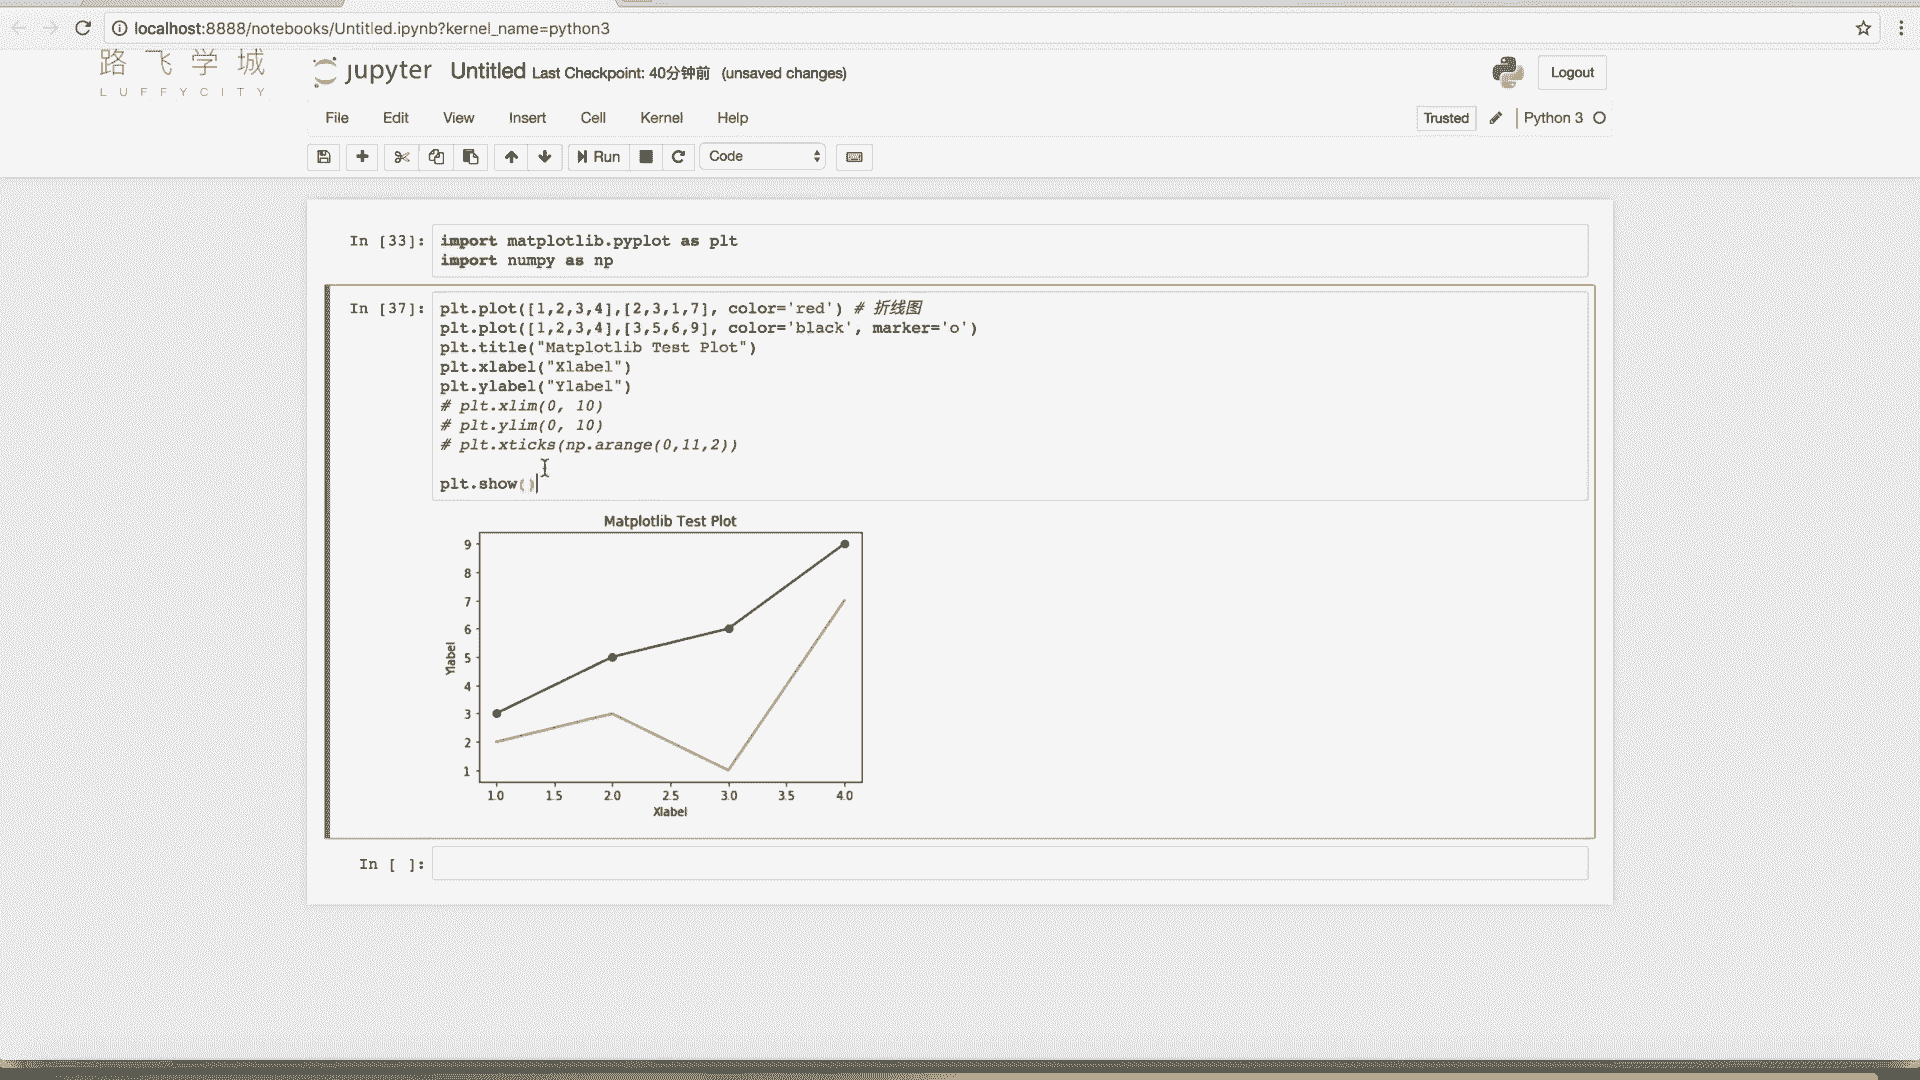 localhost:8888/notebooks/Untitled.ipynb?kernel_name=python3
路飞学城
LUFFYCITY
jupyter Untitled Last Checkpoint: 40分钟前 (unsaved changes)
Logout
File Edit View Insert Cell Kernel Help
Trusted Python 3
Run Code
In [33]:
import matplotlib.pyplot as plt
import numpy as np
In [37]:
plt.plot([1,2,3,4],[2,3,1,7], color='red') # 折线图
plt.plot([1,2,3,4],[3,5,6,9], color='black', marker='o')
plt.title("Matplotlib Test Plot")
plt.xlabel("Xlabel")
plt.ylabel("Ylabel")
# plt.xlim(0, 10)
# plt.ylim(0, 10)
# plt.xticks(np.arange(0,11,2))
plt.show()
Matplotlib Test Plot
9
8
7
6
5
4
3
2
1
Ylabel
1.0 1.5 2.0 2.5 3.0 3.5 4.0
Xlabel
In [ ]: